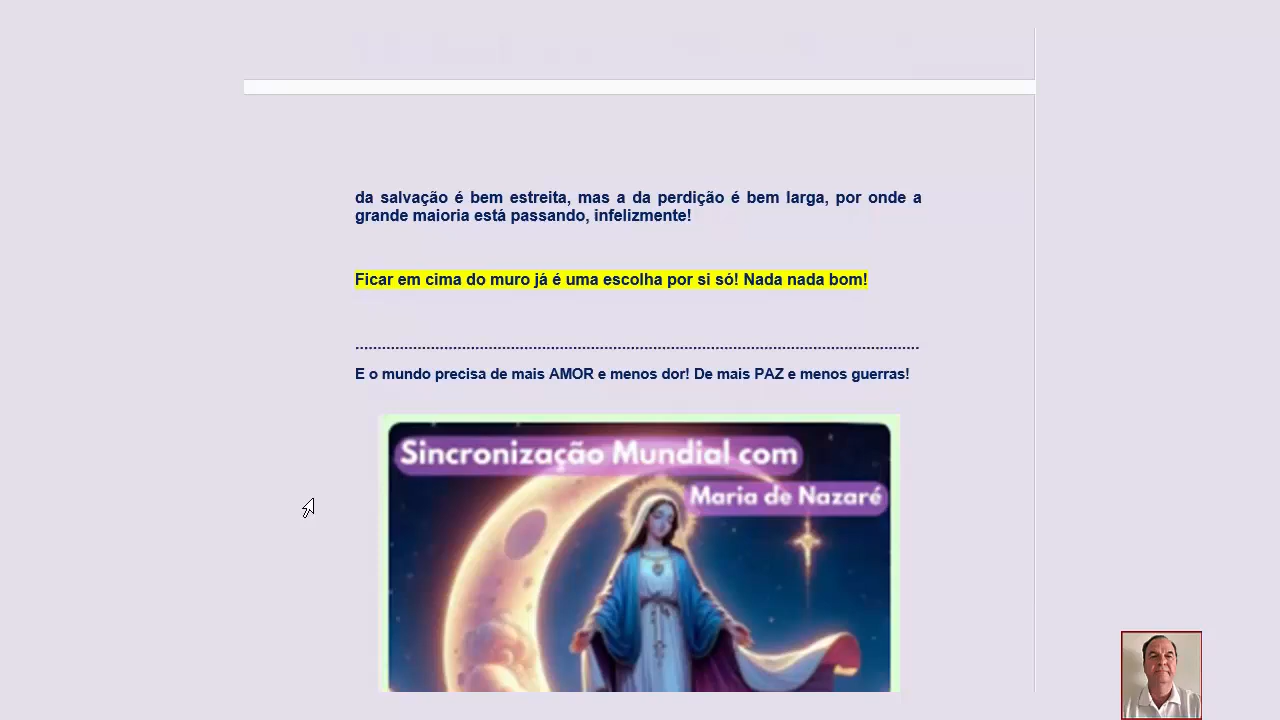 da salvação é bem estreita, mas a da perdição é bem larga, por onde a
grande maioria está passando, infelizmente!
Ficar em cima do muro já é uma escolha por si só! Nada nada bom!
E o mundo precisa de mais AMOR e menos dor! De mais PAZ e menos guerras!
Sincronização Mundial com
Maria de Nazaré